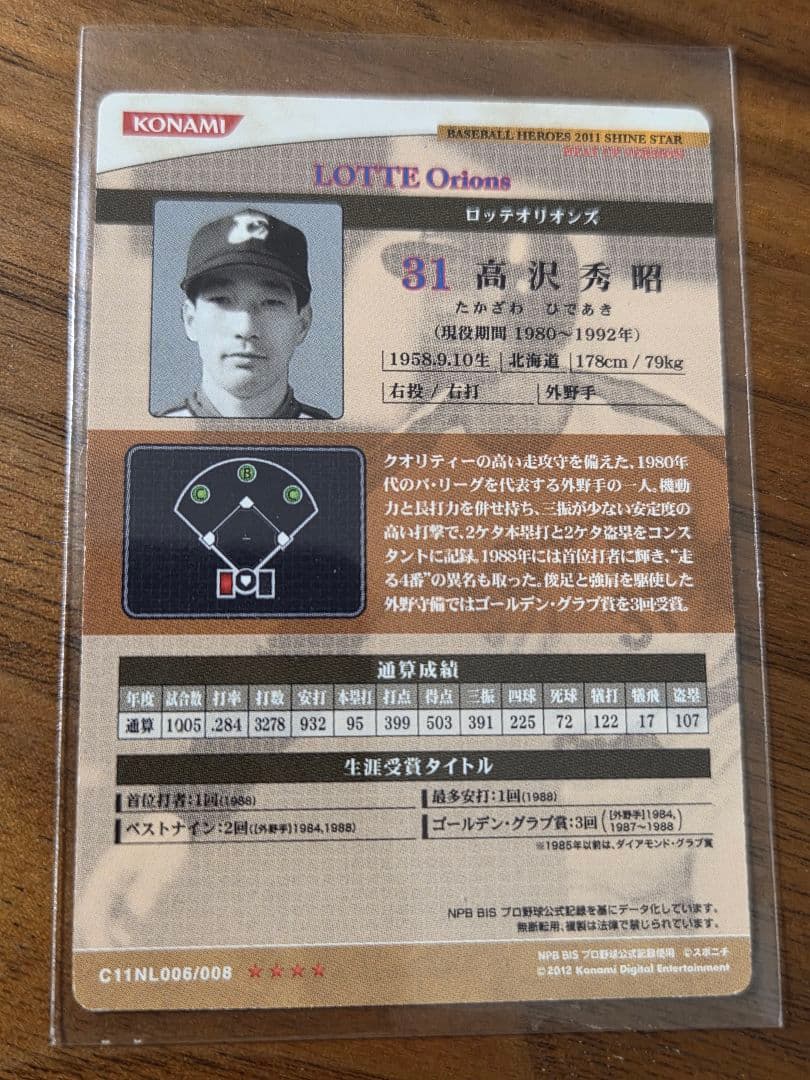 KONAMI
BASEBALL HEROES 2011 SHINE STAR
HEAT UP VERSION
LOTTE Orions
ロッテオリオンズ
31 高沢秀昭
たかざわ ひであき
(現役期間 1980～1992年)
1958.9.10生 北海道 178cm / 79kg
右投 / 右打 外野手
C B C
クオリティーの高い走攻守を備えた、1980年
代のパ・リーグを代表する外野手の一人。機動
力と長打力を併せ持ち、三振が少ない安定度の
高い打撃で、2ケタ本塁打と2ケタ盗塁をコンス
タントに記録。1988年には首位打者に輝き、“走
る4番”の異名も取った。俊足と強肩を駆使した
外野守備ではゴールデン・グラブ賞を3回受賞。
通算成績
年度 試合数 打率 打数 安打 本塁打 打点 得点 三振 四球 死球 犠打 犠飛 盗塁
通算 1005 .284 3278 932 95 399 503 391 225 72 122 17 107
生涯受賞タイトル
首位打者:1回(1988) 最多安打:1回(1988)
ベストナイン:2回([外野手]1984,1988) ゴールデン・グラブ賞:3回([外野手]1984, 1987～1988)
※1985年以前は、ダイアモンド・グラブ賞
NPB BIS プロ野球公式記録を基にデータ化しています。
無断転用、複製は法律で禁じられています。
NPB BIS プロ野球公式記録使用 ©スポニチ
C11NL006/008 ★★★★ ©2012 Konami Digital Entertainment